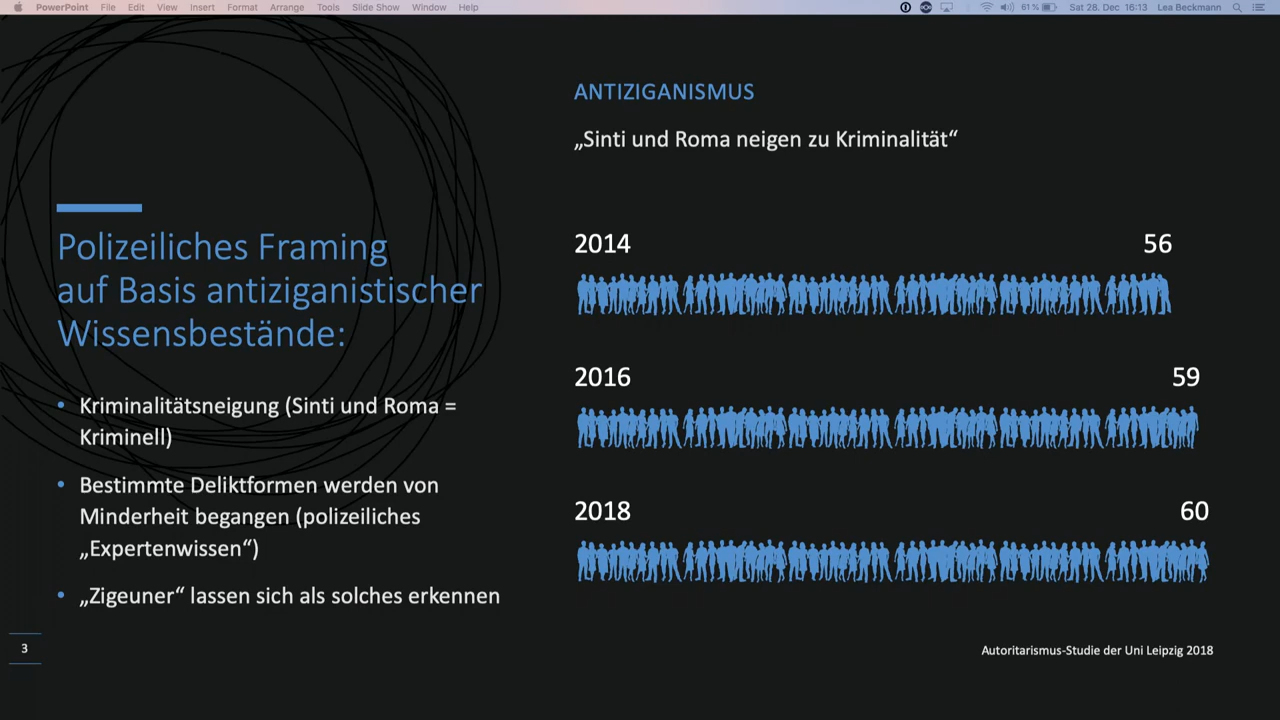 PowerPoint File Edit View Insert Format Arrange Tools Slide Show Window Help 61 % Sat 28. Dec 16:13 Lea Beckmann
Polizeiliches Framing
auf Basis antiziganistischer
Wissensbestände:
• Kriminalitätsneigung (Sinti und Roma =
Kriminell)
• Bestimmte Deliktformen werden von
Minderheit begangen (polizeiliches
„Expertenwissen“)
• „Zigeuner“ lassen sich als solches erkennen
3
ANTIZIGANISMUS
„Sinti und Roma neigen zu Kriminalität“
2014 56
2016 59
2018 60
Autoritarismus-Studie der Uni Leipzig 2018